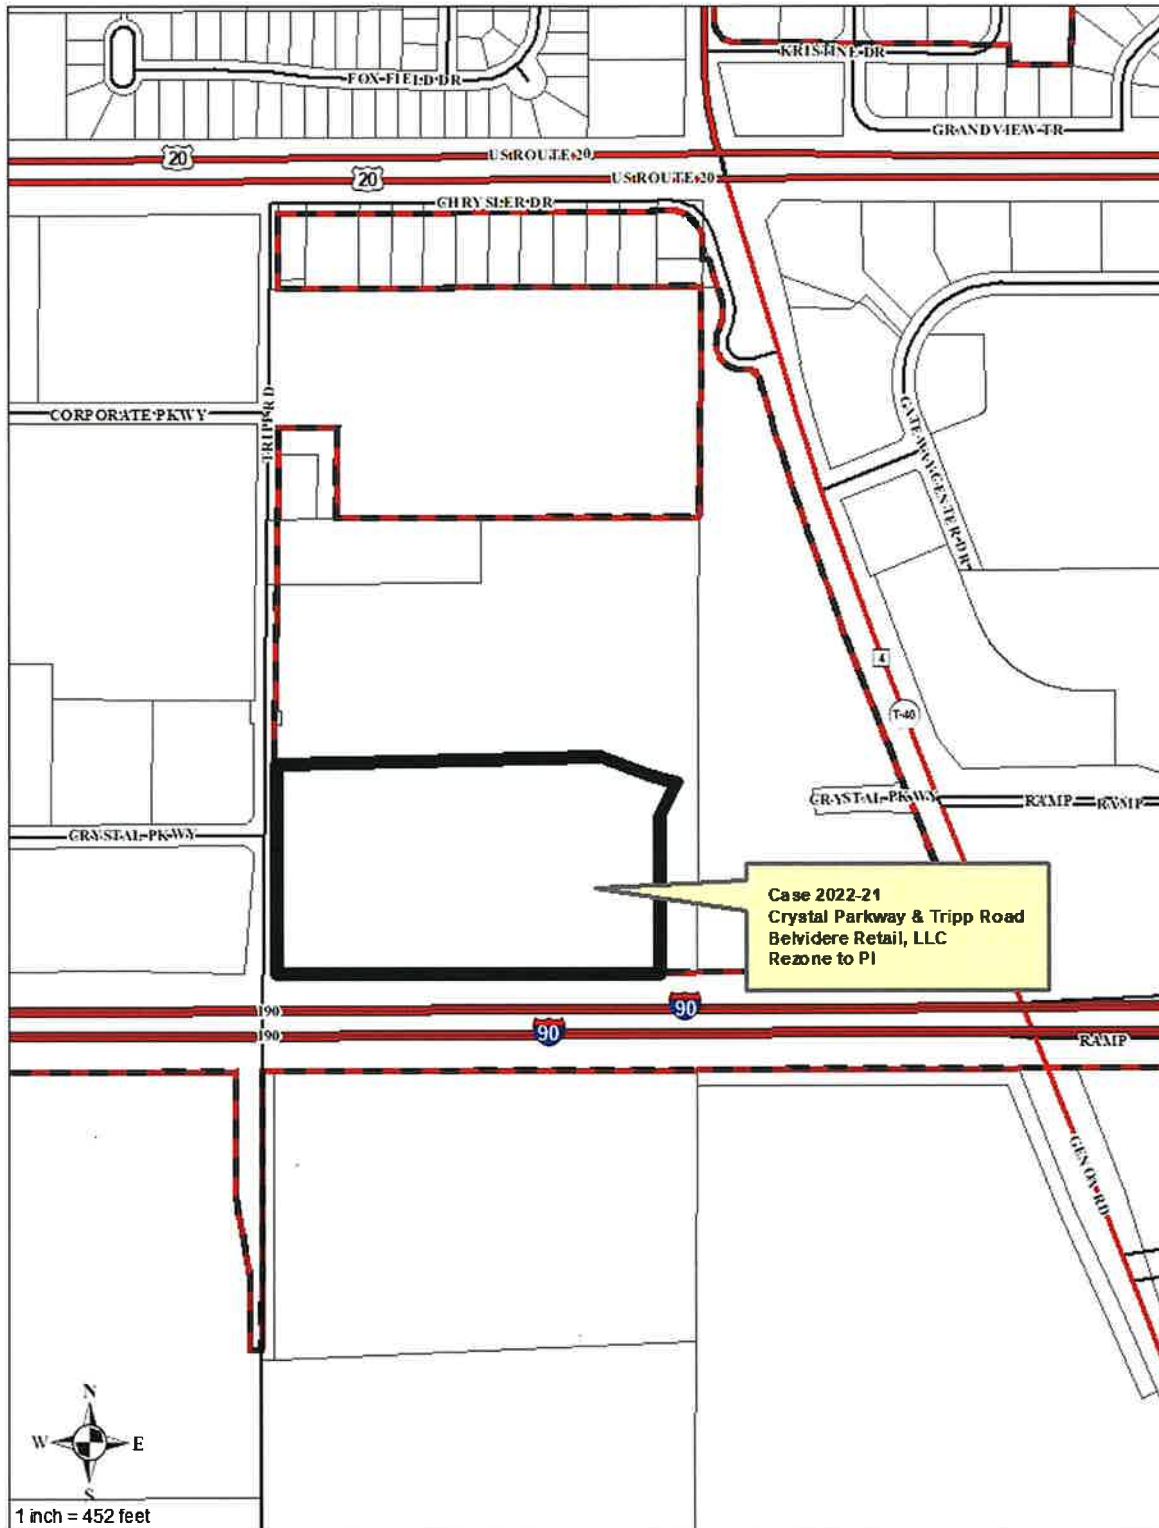 KRISTINE DR
FOX FIELD DR
GRANDVIEW TR
20
US ROUTE 20
20
US ROUTE 20
CHRYSLER DR
CORPORATE PKWY
TRIPP RD
GATEWAY CENTER DR
4
T-40
CRYSTAL PKWY
RAMP
RAMP
CRYSTAL PKWY
Case 2022-21
Crystal Parkway & Tripp Road
Belvidere Retail, LLC
Rezone to PI
I90
90
I90
90
RAMP
GENOA RD
N
W
E
S
1 inch = 452 feet